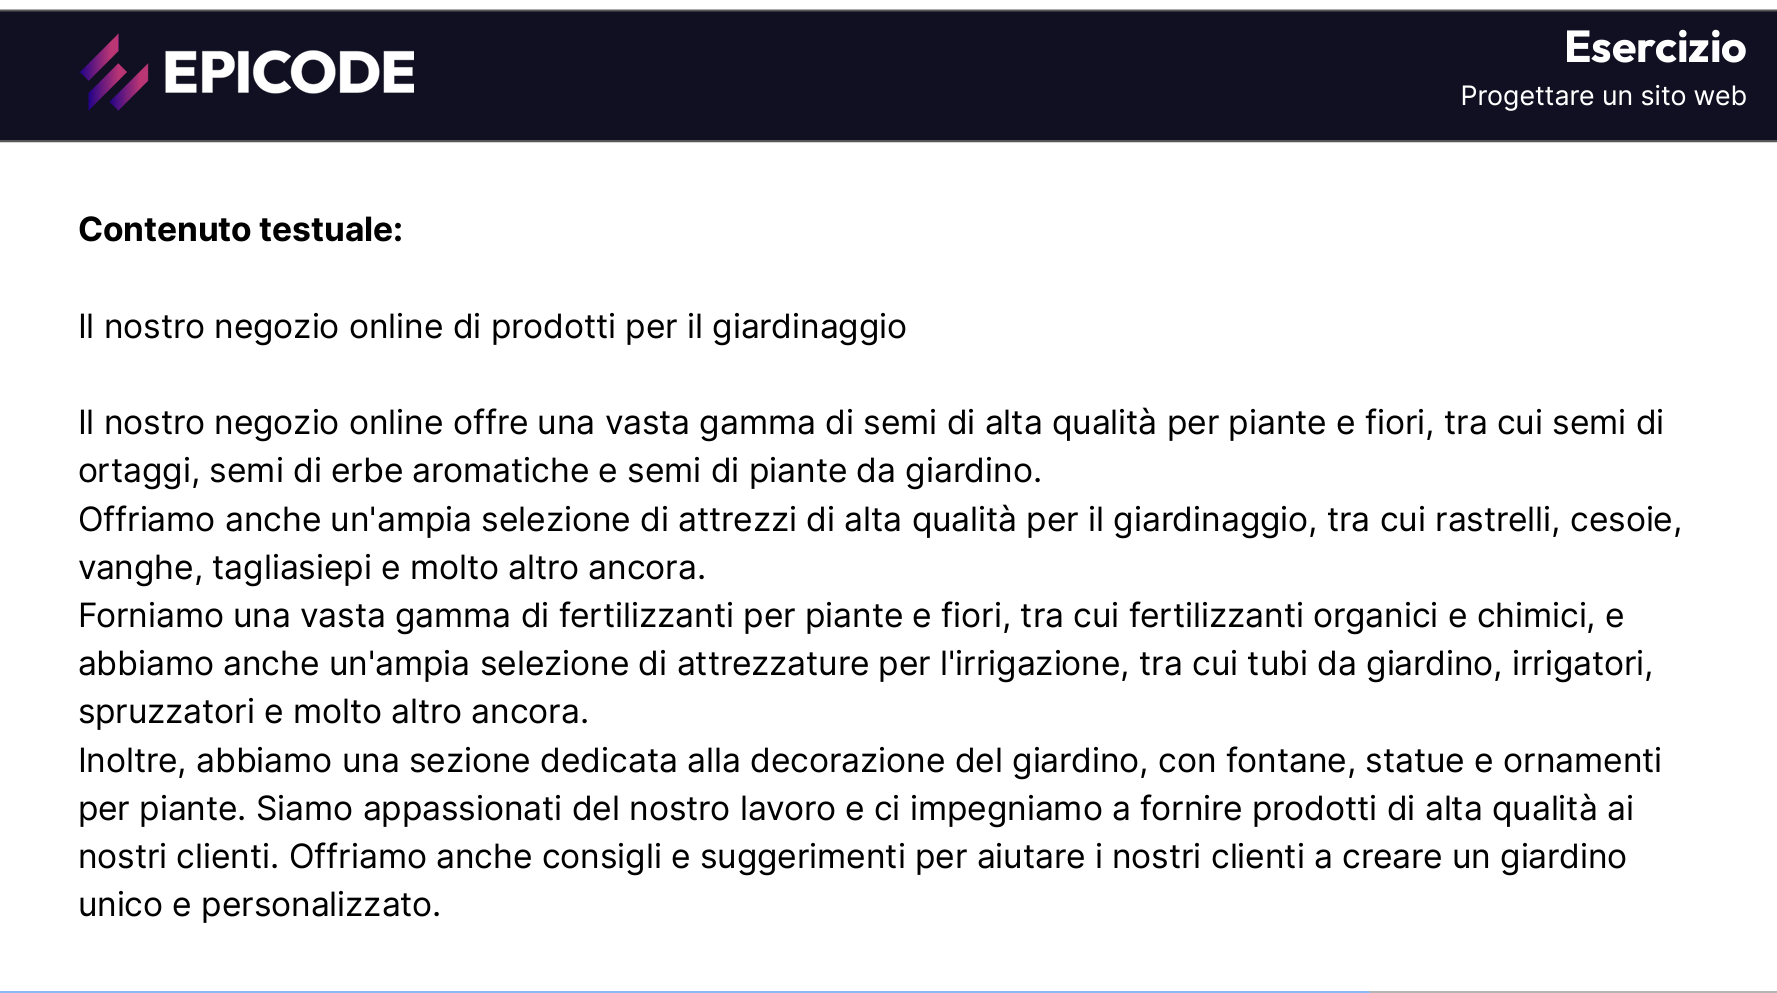 EPICODE
Esercizio
Progettare un sito web
Contenuto testuale:
Il nostro negozio online di prodotti per il giardinaggio
Il nostro negozio online offre una vasta gamma di semi di alta qualità per piante e fiori, tra cui semi di
ortaggi, semi di erbe aromatiche e semi di piante da giardino.
Offriamo anche un'ampia selezione di attrezzi di alta qualità per il giardinaggio, tra cui rastrelli, cesoie,
vanghe, tagliasiepi e molto altro ancora.
Forniamo una vasta gamma di fertilizzanti per piante e fiori, tra cui fertilizzanti organici e chimici, e
abbiamo anche un'ampia selezione di attrezzature per l'irrigazione, tra cui tubi da giardino, irrigatori,
spruzzatori e molto altro ancora.
Inoltre, abbiamo una sezione dedicata alla decorazione del giardino, con fontane, statue e ornamenti
per piante. Siamo appassionati del nostro lavoro e ci impegniamo a fornire prodotti di alta qualità ai
nostri clienti. Offriamo anche consigli e suggerimenti per aiutare i nostri clienti a creare un giardino
unico e personalizzato.